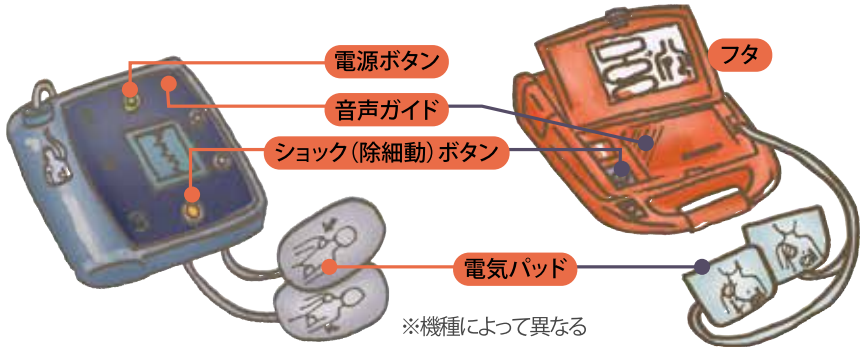 電源ボタン
フタ
音声ガイド
ショック（除細動）ボタン
電気パッド
※機種によって異なる